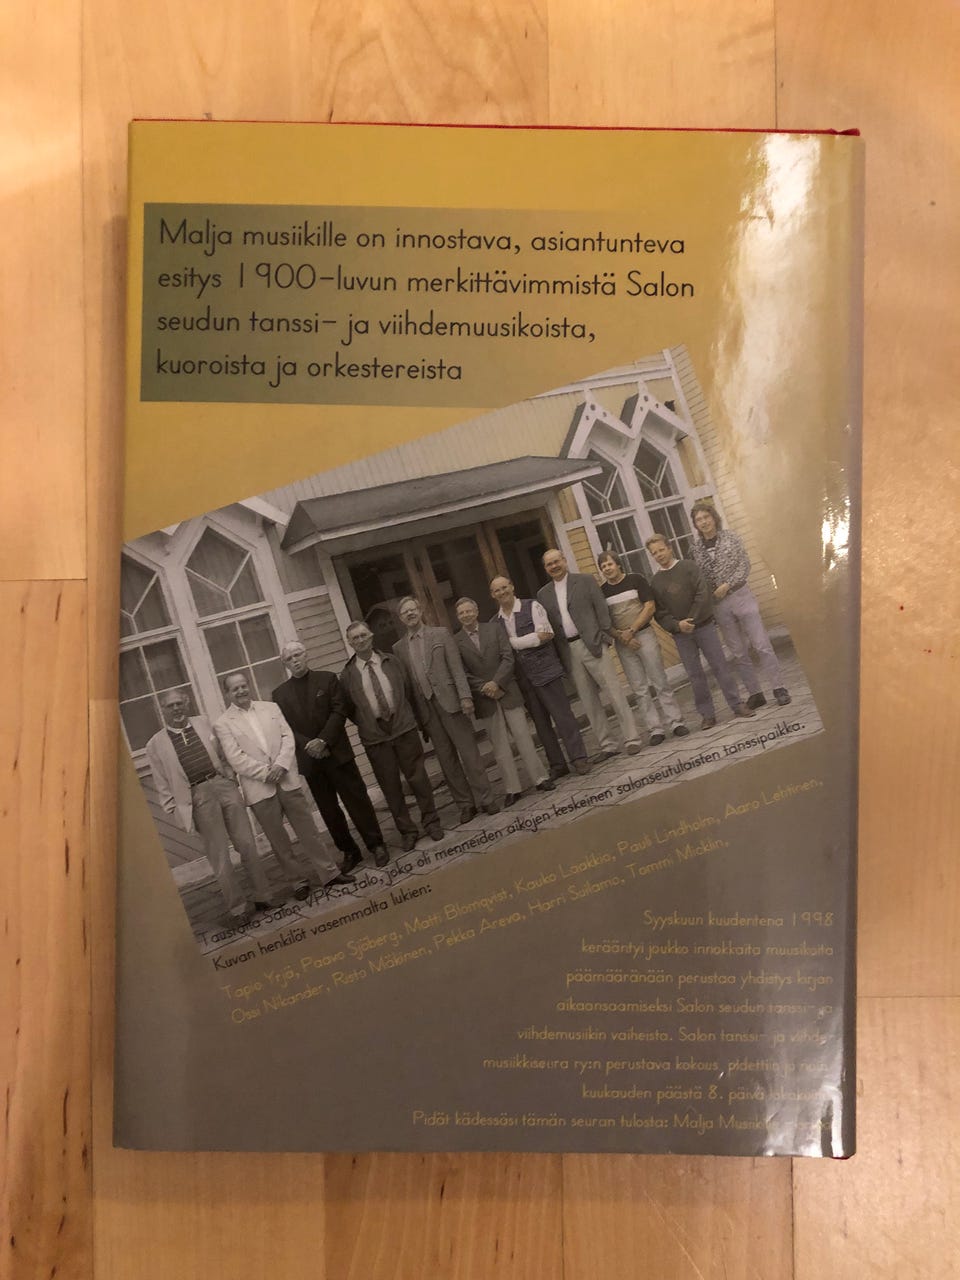 Malja musiikille on innostava, asiantunteva
esitys 1900-luvun merkittävimmistä Salon
seudun tanssi- ja viihdemuusikoista,
kuoroista ja orkestereista
Taustalla Salon VPK:n talo, joka oli menneiden aikojen keskeinen salonseutulaisten tanssipaikka.
Kuvan henkilöt vasemmalta lukien:
Tapio Yrjä, Paavo Sjöberg, Matti Blomqvist, Kauko Laakkio, Pauli Lindholm, Aaro Lehtinen,
Ossi Nikander, Risto Mäkinen, Pekka Areva, Harri Sailamo, Tommi Micklin.
Syyskuun kuudentena 1998
kerääntyi joukko innokkaita muusikoita
päämääränään perustaa yhdistys kirjan
aikaansaamiseksi Salon seudun tanssi- ja
viihdemusiikin vaiheista. Salon tanssi- ja viihde-
musiikkiseura ry:n perustava kokous pidettiin jo
kuukauden päästä 8. päivä lokakuuta.
Pidät kädessäsi tämän seuran tulosta: Malja Musiikille